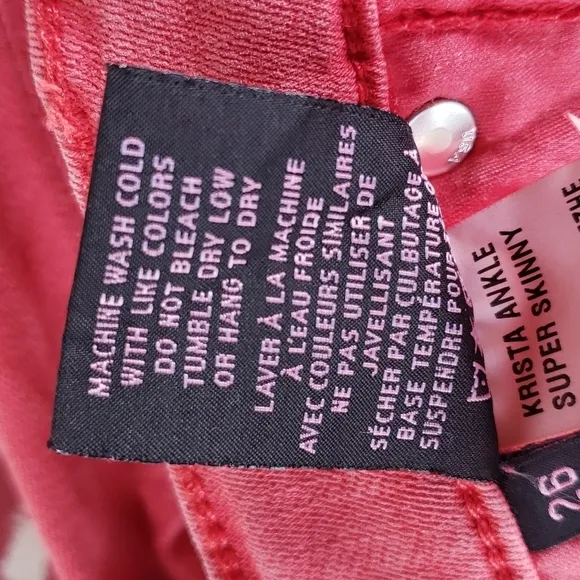 MACHINE WASH COLD
WITH LIKE COLORS
DO NOT BLEACH
TUMBLE DRY LOW
OR HANG TO DRY
LAVER À LA MACHINE
À L'EAU FROIDE
AVEC COULEURS SIMILAIRES
NE PAS UTILISER DE
JAVELLISANT
SÉCHER PAR CULBUTAGE À
BASE TEMPÉRATURE O
SUSPENDRE POUR
KRISTA ANKLE
SUPER SKINNY
26